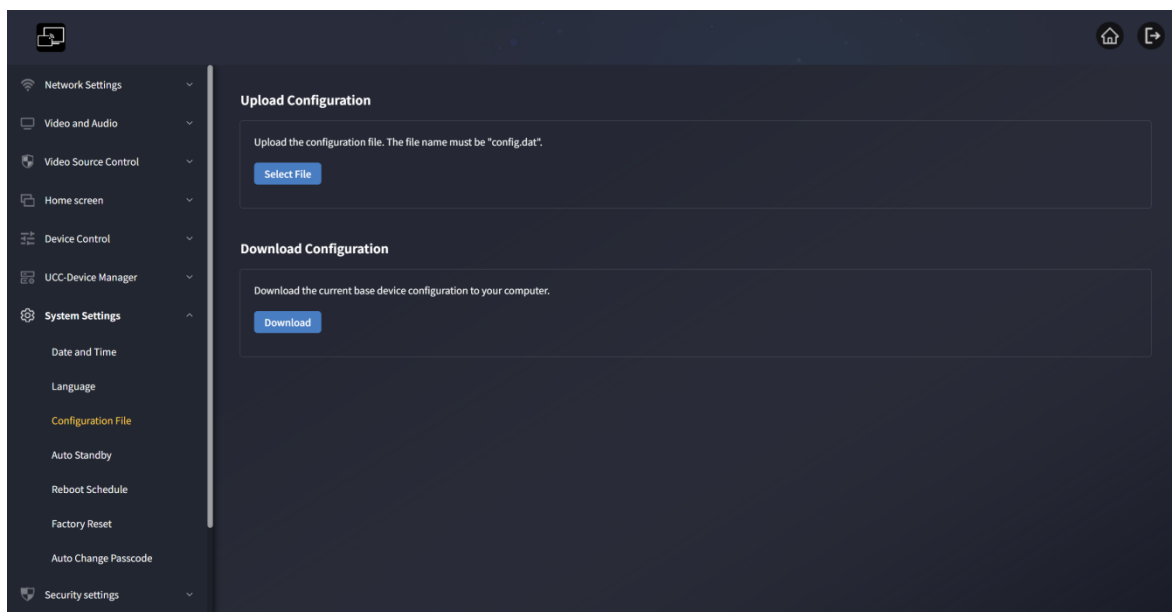 Network Settings
Video and Audio
Video Source Control
Home screen
Device Control
UCC-Device Manager
System Settings
Date and Time
Language
Configuration File
Auto Standby
Reboot Schedule
Factory Reset
Auto Change Passcode
Security settings
Upload Configuration
Upload the configuration file. The file name must be "config.dat".
Select File
Download Configuration
Download the current base device configuration to your computer.
Download